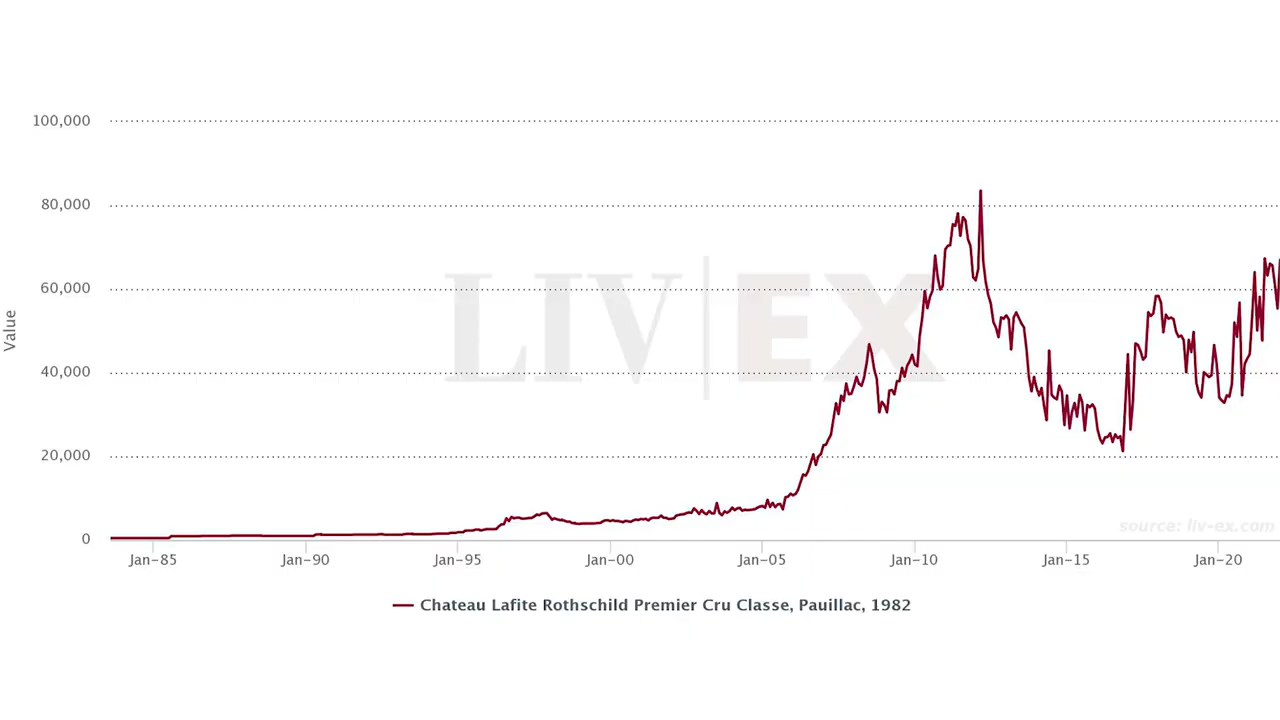 100,000
80,000
60,000
40,000
20,000
0
Value
LIV|EX
source: liv-ex.com
Jan-85 Jan-90 Jan-95 Jan-00 Jan-05 Jan-10 Jan-15 Jan-20
Chateau Lafite Rothschild Premier Cru Classe, Pauillac, 1982